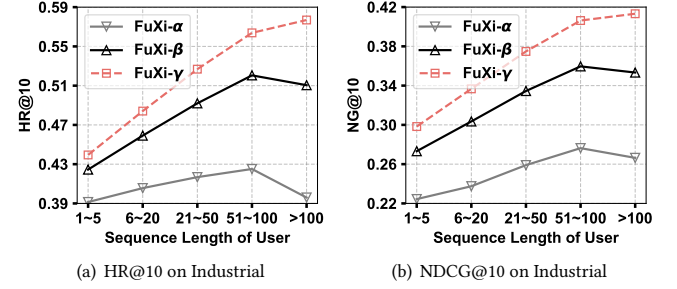 0.59
0.55
0.51
0.47
0.43
0.39
HR@10
FuXi-α
FuXi-β
FuXi-γ
1~5 6~20 21~50 51~100 >100
Sequence Length of User
(a) HR@10 on Industrial
0.42
0.38
0.34
0.30
0.26
0.22
NG@10
FuXi-α
FuXi-β
FuXi-γ
1~5 6~20 21~50 51~100 >100
Sequence Length of User
(b) NDCG@10 on Industrial